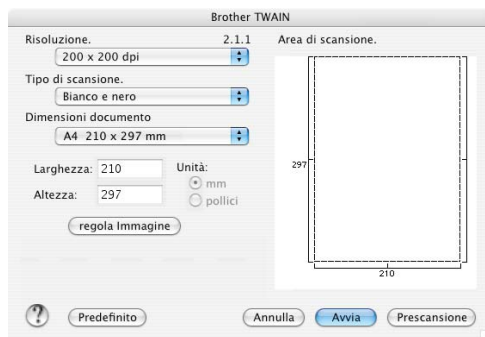 Brother TWAIN
Risoluzione. 2.1.1
200 x 200 dpi
Tipo di scansione.
Bianco e nero
Dimensioni documento
A4 210 x 297 mm
Larghezza: 210
Altezza: 297
Unità:
mm
pollici
regola Immagine
Area di scansione.
297
210
? Predefinito Annulla Avvia Prescansione